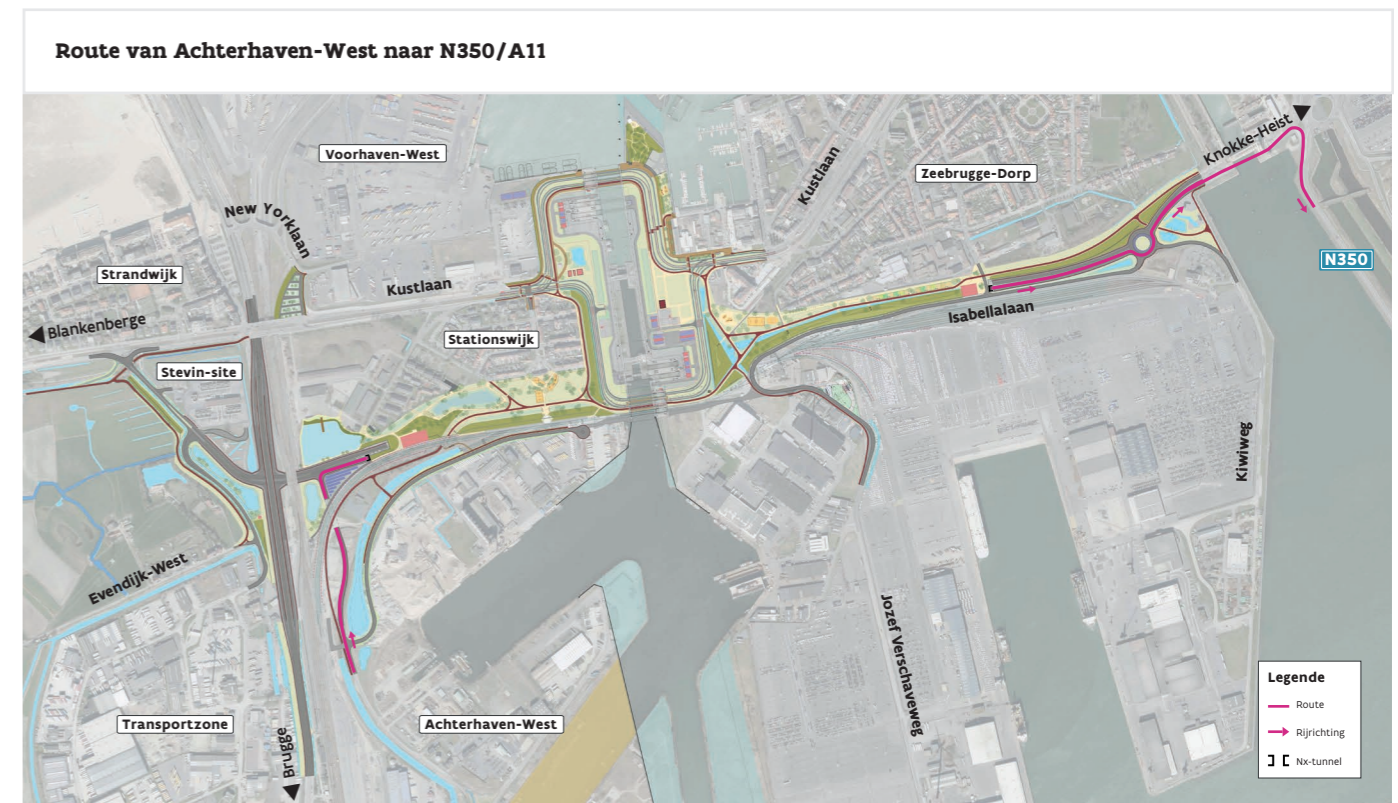 Route van Achterhaven-West naar N350/A11
Knokke-Heist
Voorhaven-West
Kustlaan
Zeebrugge-Dorp
New Yorklaan
N350
Strandwijk
Kustlaan
Isabellalaan
Blankenberge
Stationswijk
Stevin-site
Kiwiweg
Evendijk-West
Jozef Verschaveweg
Transportzone
Achterhaven-West
Brugge
Legende
Route
Rijrichting
Nx-tunnel